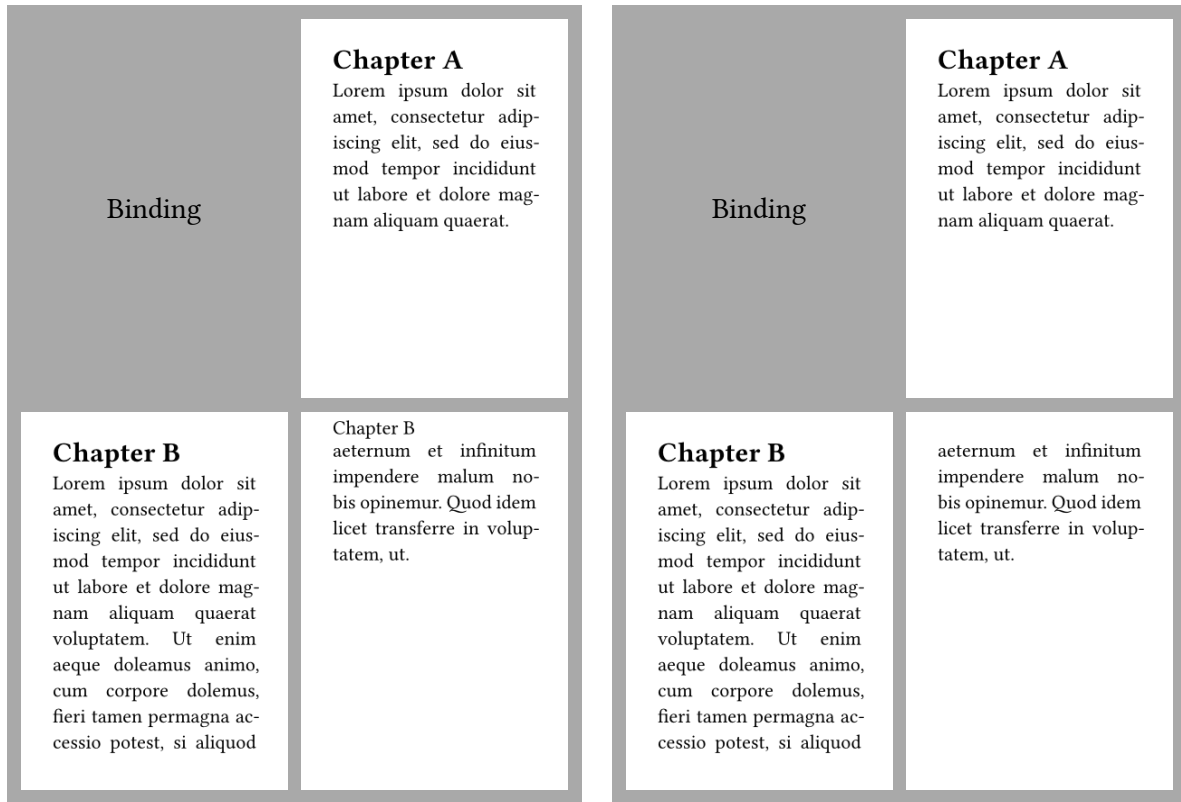 Binding
Chapter A
Lorem ipsum dolor sit
amet, consectetur adip-
iscing elit, sed do eius-
mod tempor incididunt
ut labore et dolore mag-
nam aliquam quaerat.
Chapter B
Lorem ipsum dolor sit
amet, consectetur adip-
iscing elit, sed do eius-
mod tempor incididunt
ut labore et dolore mag-
nam aliquam quaerat
voluptatem. Ut enim
aeque doleamus animo,
cum corpore dolemus,
fieri tamen permagna ac-
cessio potest, si aliquod
Chapter B
aeternum et infinitum
impendere malum no-
bis opinemur. Quod idem
licet transferre in volup-
tatem, ut.
Binding
Chapter A
Lorem ipsum dolor sit
amet, consectetur adip-
iscing elit, sed do eius-
mod tempor incididunt
ut labore et dolore mag-
nam aliquam quaerat.
Chapter B
Lorem ipsum dolor sit
amet, consectetur adip-
iscing elit, sed do eius-
mod tempor incididunt
ut labore et dolore mag-
nam aliquam quaerat
voluptatem. Ut enim
aeque doleamus animo,
cum corpore dolemus,
fieri tamen permagna ac-
cessio potest, si aliquod
aeternum et infinitum
impendere malum no-
bis opinemur. Quod idem
licet transferre in volup-
tatem, ut.